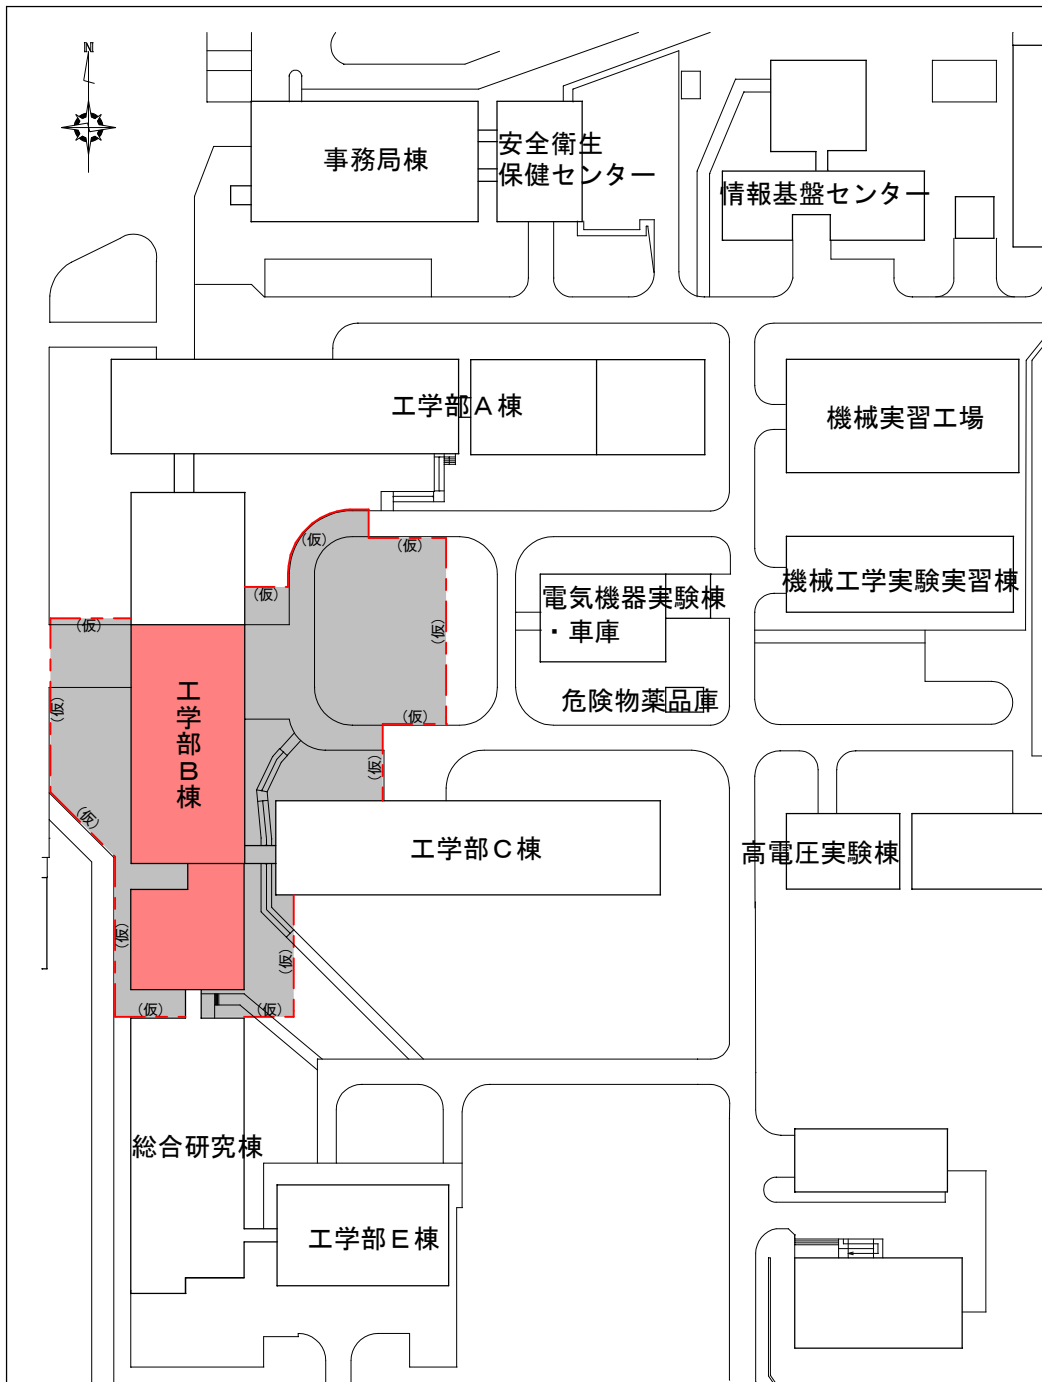 N
事務局棟
安全衛生
保健センター
情報基盤センター
工学部A棟
機械実習工場
(仮)
(仮)
(仮)
機械工学実験実習棟
電気機器実験棟
・車庫
(仮)
(仮)
危険物薬品庫
(仮)
(仮)
工学部B棟
(仮)
(仮)
工学部C棟
高電圧実験棟
(仮)
(仮)
(仮)
(仮)
総合研究棟
工学部E棟